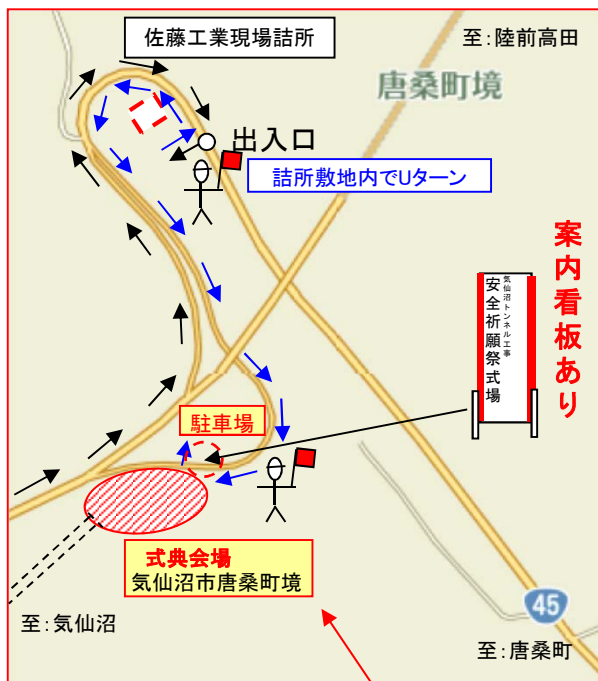 佐藤工業現場詰所
至：陸前高田
唐桑町境
出入口
詰所敷地内でUターン
案内看板あり
気仙沼トンネル工事
安全祈願祭式場
駐車場
式典会場
気仙沼市唐桑町境
45
至：気仙沼
至：唐桑町